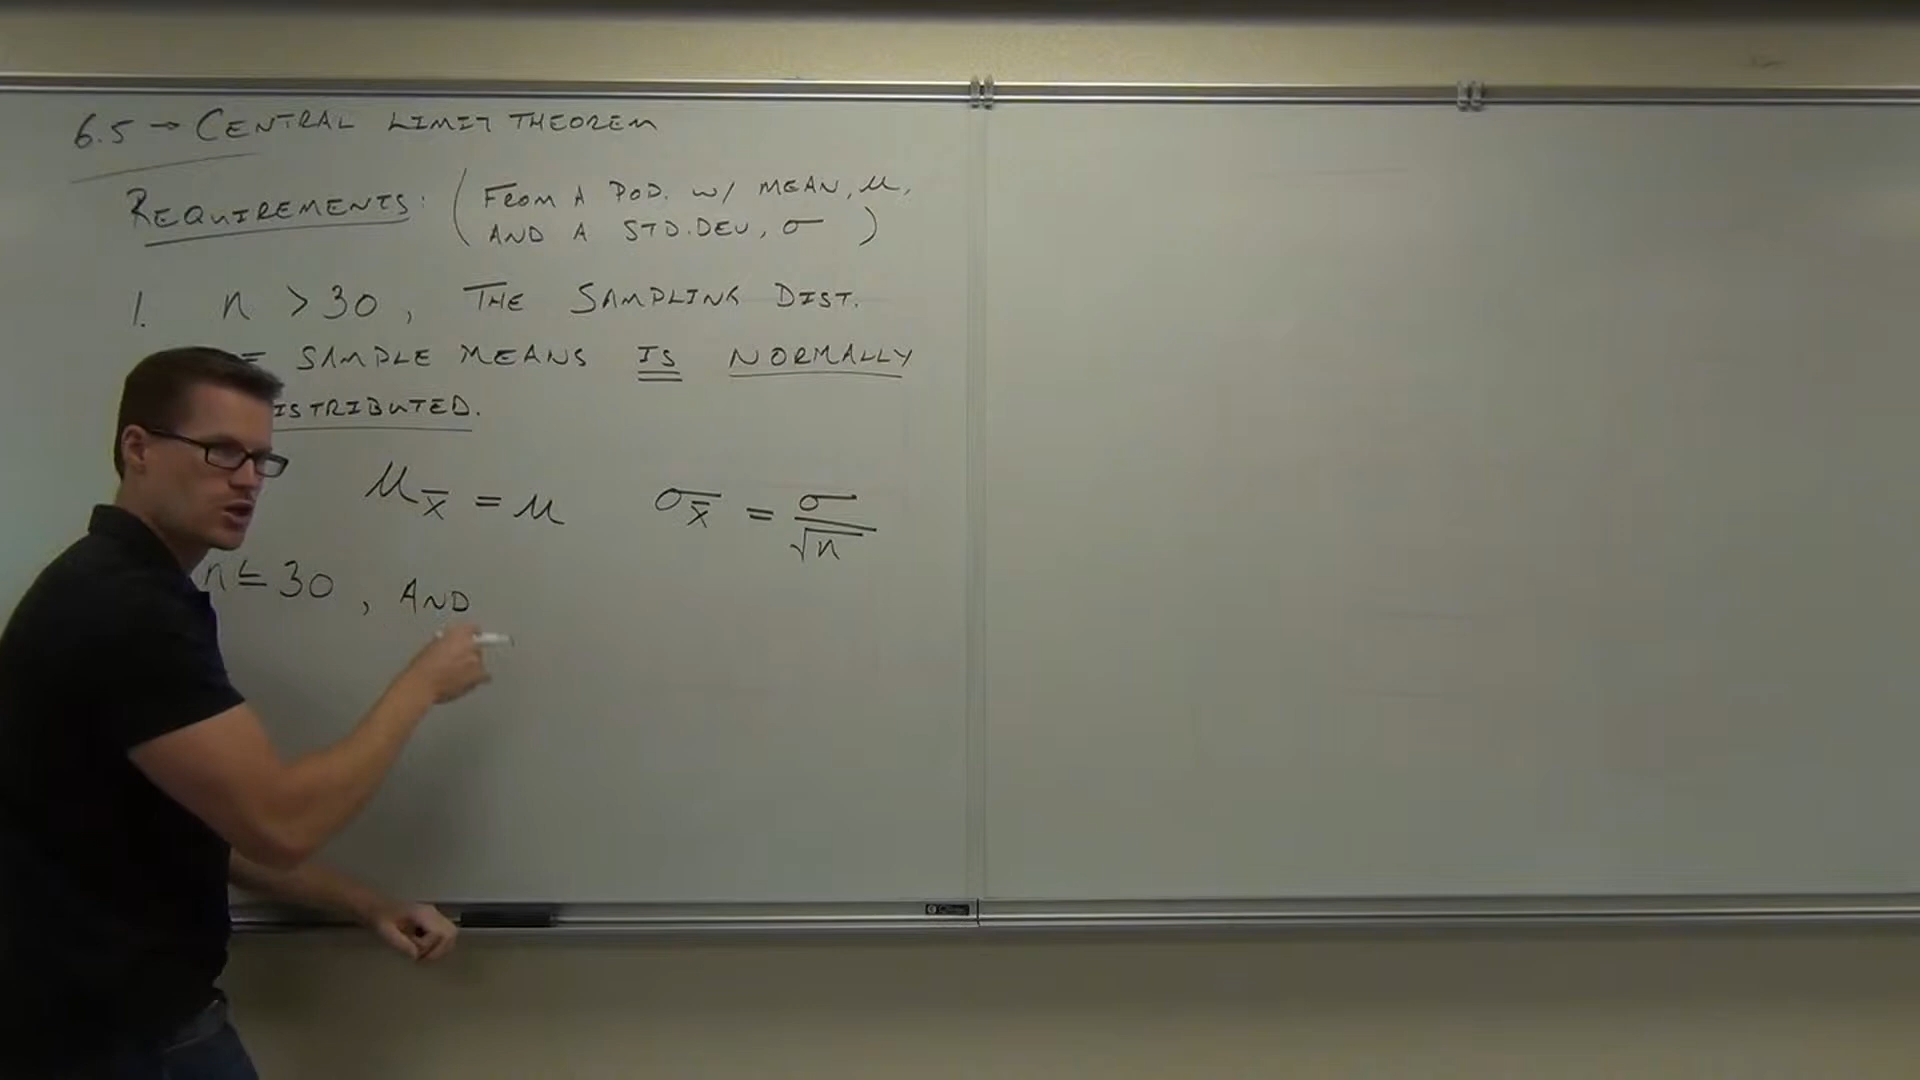 6.5 → CENTRAL LIMIT THEOREM
REQUIREMENTS: (FROM A POP. W/ MEAN, μ,
AND A STD.DEV, σ)
1. n > 30, THE SAMPLING DIST.
SAMPLE MEANS IS NORMALLY
ISTRIBUTED.
μx̄ = μ σx̄ = σ/√n
n ≤ 30, AND